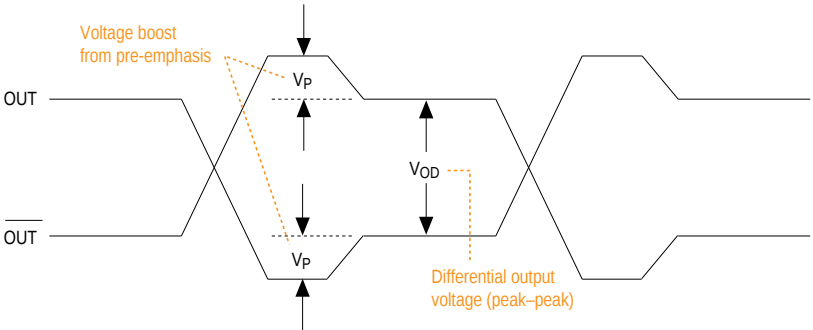 Voltage boost
from pre-emphasis
VP
OUT
VOD
OUT
VP
Differential output
voltage (peak–peak)